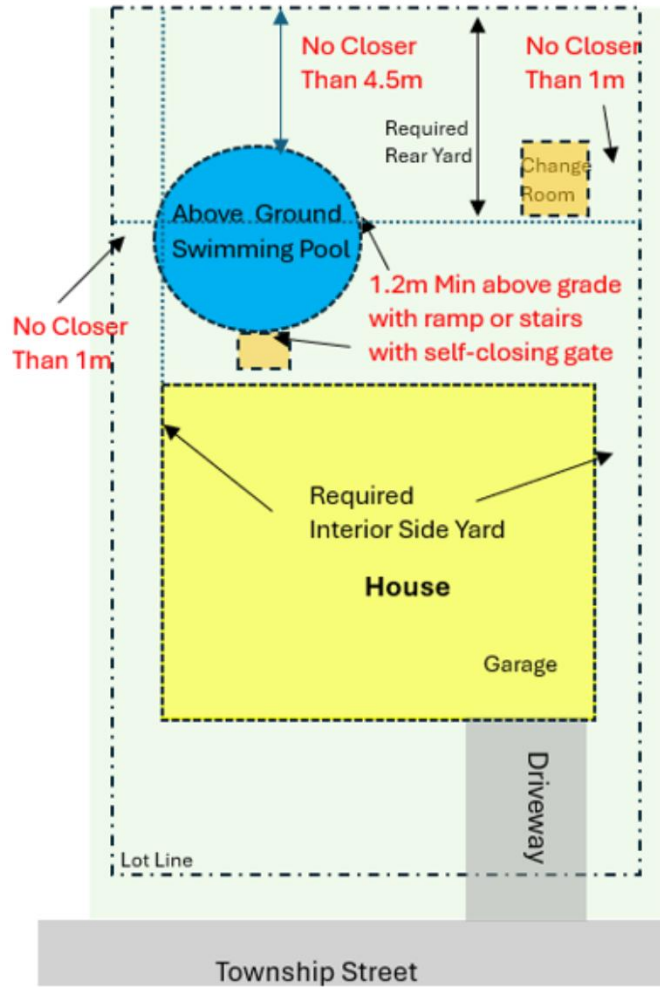 No Closer
Than 4.5m
No Closer
Than 1m
Required
Rear Yard
Change
Room
Above Ground
Swimming Pool
1.2m Min above grade
with ramp or stairs
with self-closing gate
No Closer
Than 1m
Required
Interior Side Yard
House
Garage
Driveway
Lot Line
Township Street